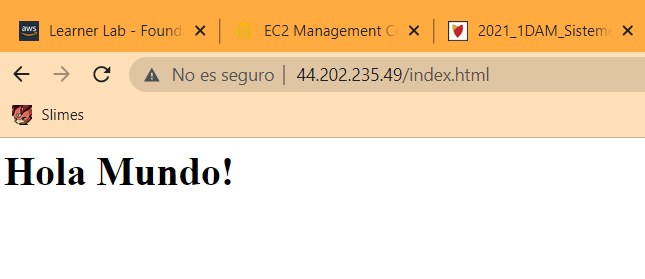 aws Learner Lab - Found EC2 Management C 2021_1DAM_Sistem
No es seguro | 44.202.235.49/index.html
Slimes
Hola Mundo!